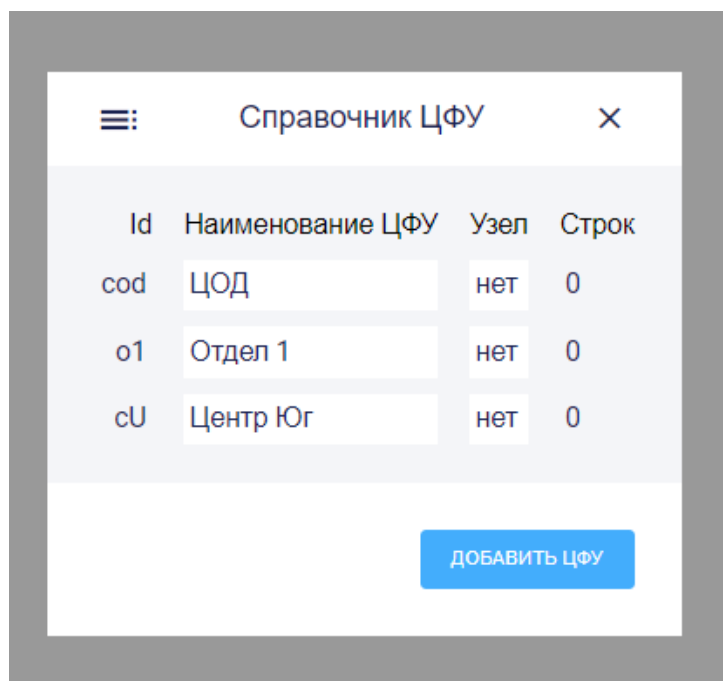 Справочник ЦФУ
Id Наименование ЦФУ Узел Строк
cod ЦОД нет 0
o1 Отдел 1 нет 0
cU Центр Юг нет 0
ДОБАВИТЬ ЦФУ